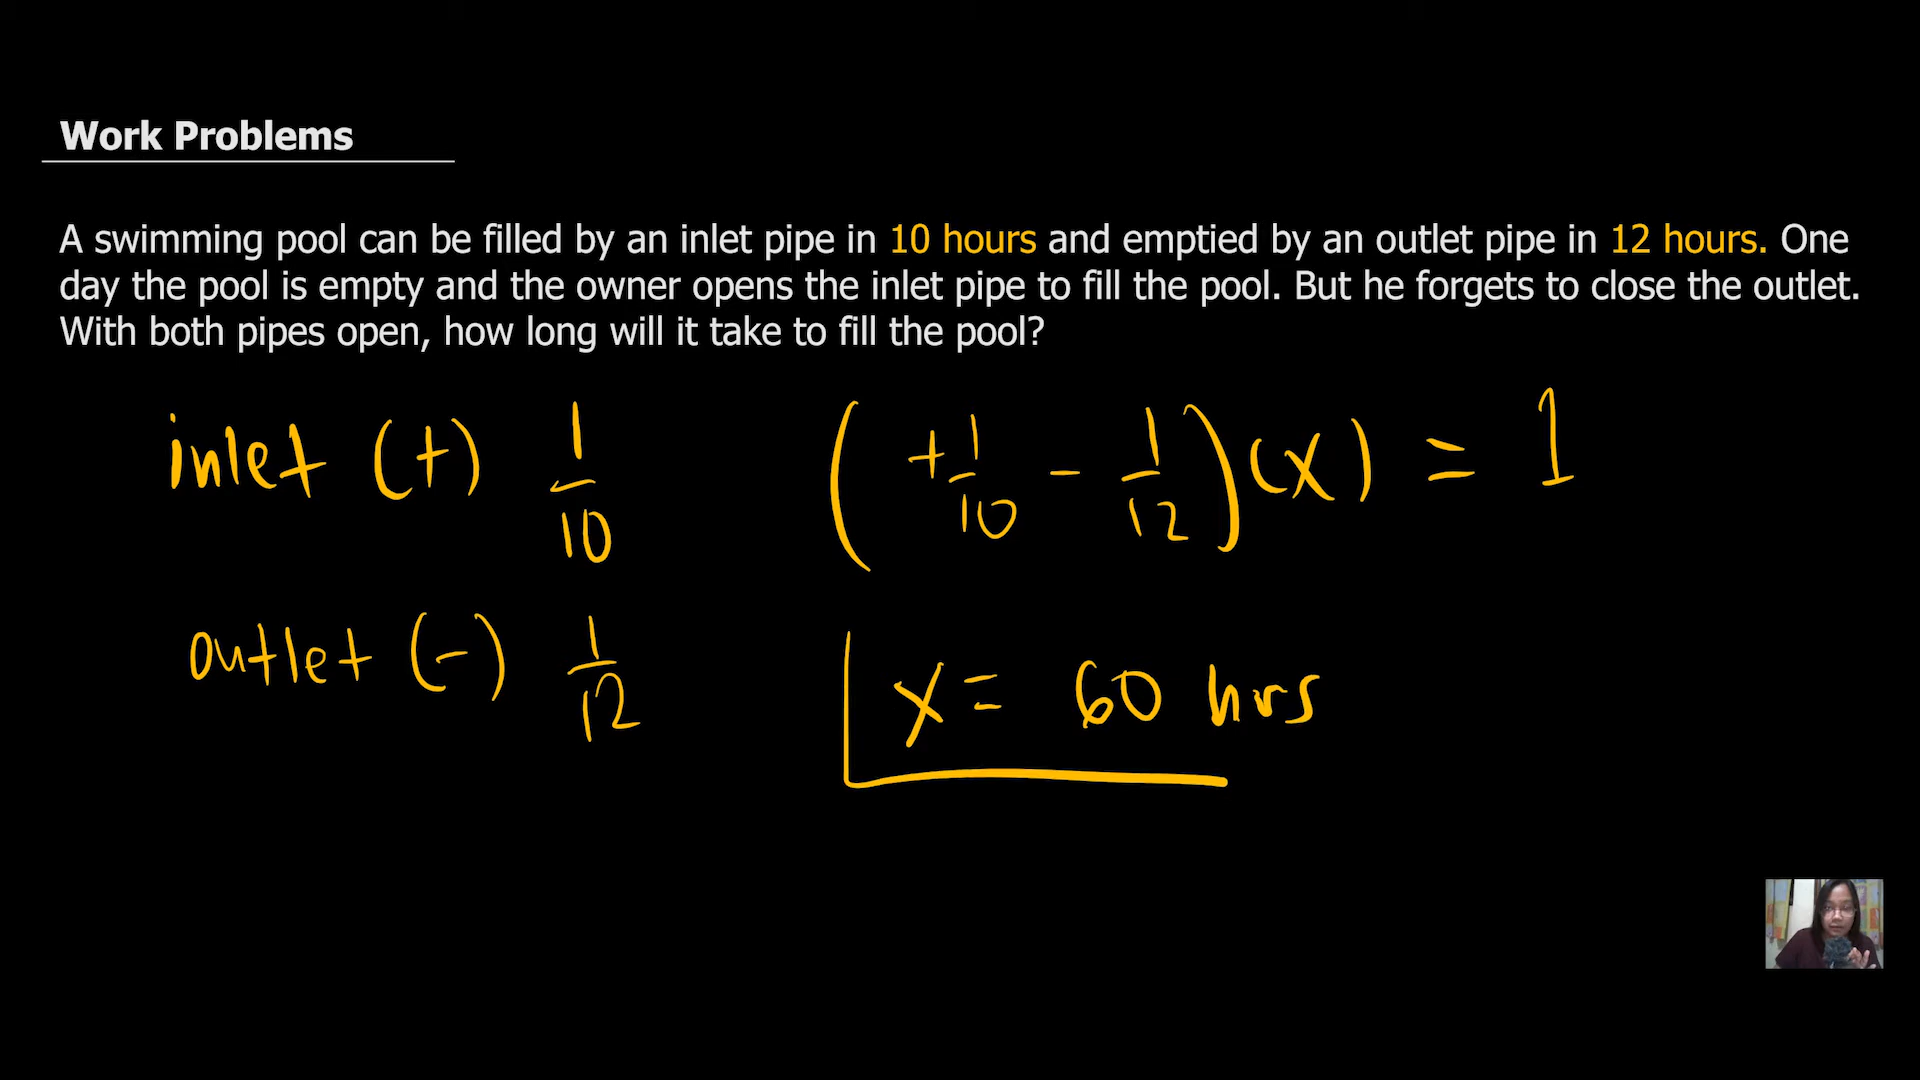 Work Problems
A swimming pool can be filled by an inlet pipe in 10 hours and emptied by an outlet pipe in 12 hours. One
day the pool is empty and the owner opens the inlet pipe to fill the pool. But he forgets to close the outlet.
With both pipes open, how long will it take to fill the pool?
inlet (+) 1/10
(+1/10 - 1/12)(x) = 1
outlet (-) 1/12
x = 60 hrs